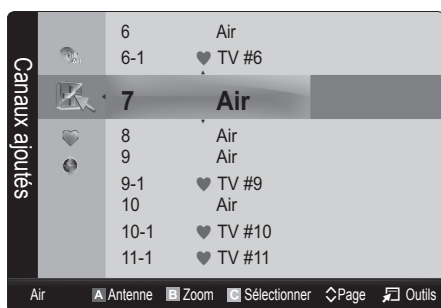 Canaux ajoutés
All
6 Air
6-1 ♥ TV #6
7 Air
8 Air
9 Air
9-1 ♥ TV #9
10 Air
10-1 ♥ TV #10
11-1 ♥ TV #11
Air A Antenne B Zoom C Sélectionner Page Outils